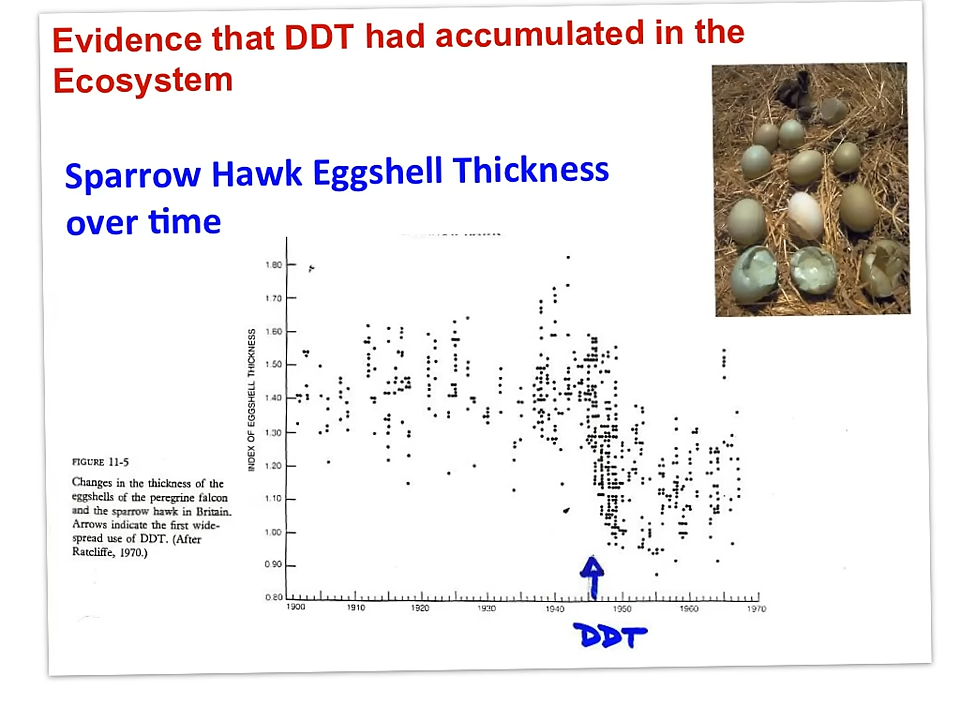 Evidence that DDT had accumulated in the
Ecosystem
Sparrow Hawk Eggshell Thickness
over time
1.80
1.70
1.60
1.50
1.40
1.30
1.20
1.10
1.00
0.90
0.80
INDEX OF EGGSHELL THICKNESS
FIGURE 11-5
Changes in the thickness of the
eggshells of the peregrine falcon
and the sparrow hawk in Britain.
Arrows indicate the first wide-
spread use of DDT. (After
Ratcliffe, 1970.)
1900 1910 1920 1930 1940 1950 1960 1970
DDT